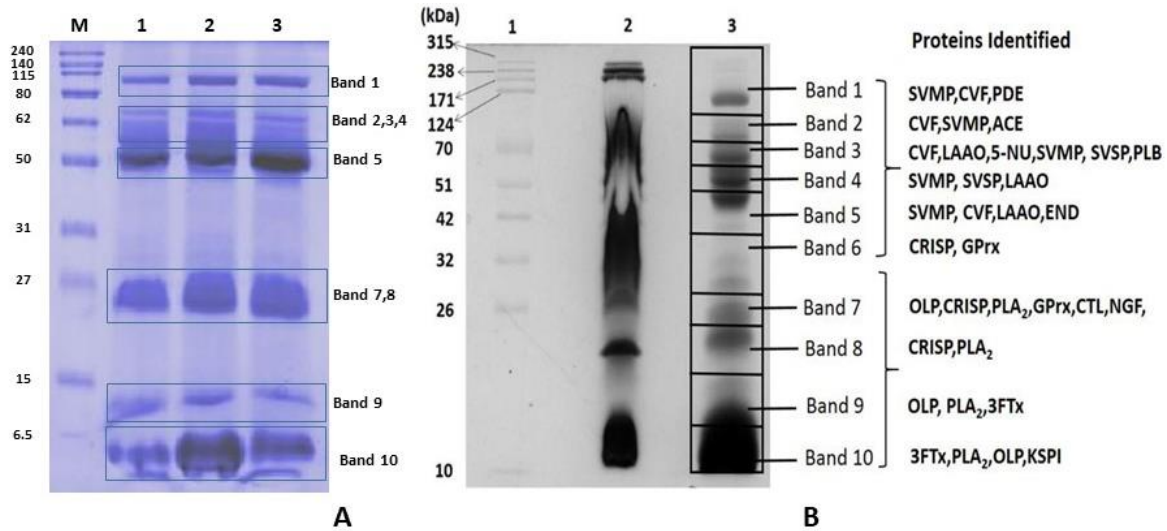 M 1 2 3
240
140
115
80
62
50
31
27
15
6.5
Band 1
Band 2,3,4
Band 5
Band 7,8
Band 9
Band 10
A
(kDa) 1 2 3
315
238
171
124
70
51
42
32
26
10
Proteins Identified
Band 1 SVMP,CVF,PDE
Band 2 CVF,SVMP,ACE
Band 3 CVF,LAAO,5-NU,SVMP, SVSP,PLB
Band 4 SVMP, SVSP,LAAO
Band 5 SVMP, CVF,LAAO,END
Band 6 CRISP, GPrx
Band 7 OLP,CRISP,PLA₂,GPrx,CTL,NGF,
Band 8 CRISP,PLA₂
Band 9 OLP, PLA₂,3FTx
Band 10 3FTx,PLA₂,OLP,KSPI
B